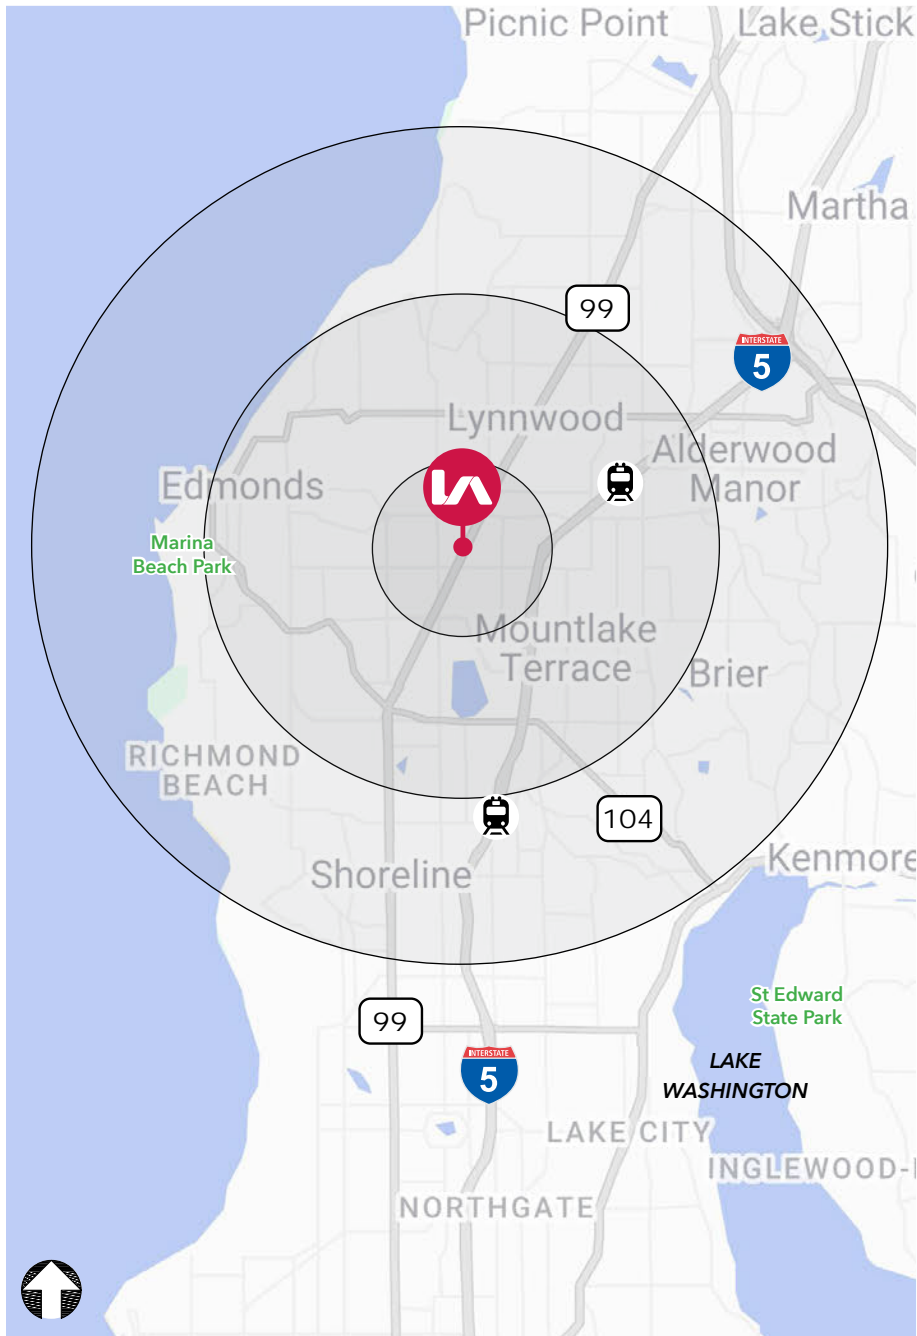 Picnic Point
Lake Stick
Martha
99
INTERSTATE
5
Lynnwood
Alderwood
Manor
Edmonds
Marina
Beach Park
Mountlake
Terrace
Brier
RICHMOND
BEACH
104
Shoreline
Kenmore
St Edward
State Park
99
INTERSTATE
5
LAKE
WASHINGTON
LAKE CITY
INGLEWOOD-
NORTHGATE